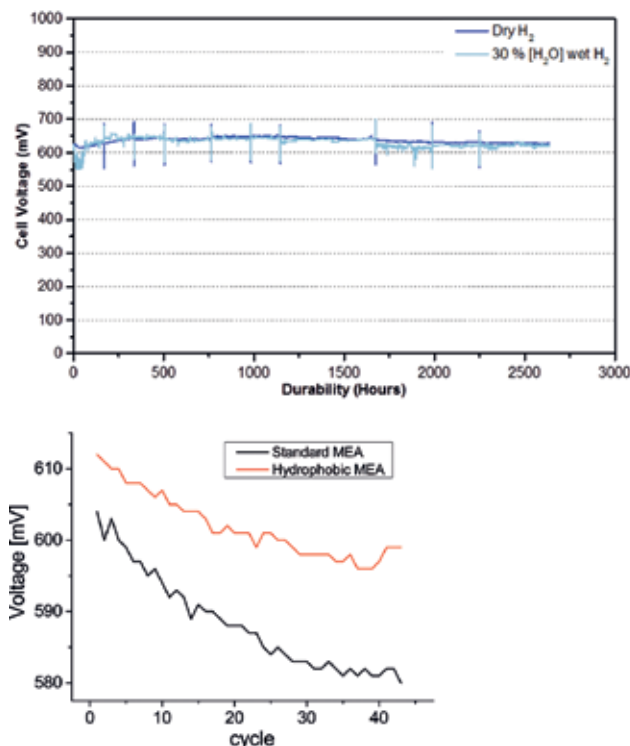 1000
900
800
700
600
500
400
300
200
100
0
Cell Voltage (mV)
Dry H₂
30 % [H₂O] wet H₂
0 500 1000 1500 2000 2500 3000
Durability (Hours)
610
600
590
580
Voltage [mV]
Standard MEA
Hydrophobic MEA
0 10 20 30 40
cycle